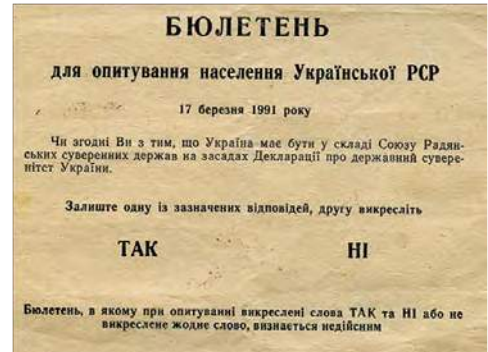 БЮЛЕТЕНЬ
для опитування населення Української РСР
17 березня 1991 року
Чи згодні Ви з тим, що Україна має бути у складі Союзу Радян-
ських суверенних держав на засадах Декларації про державний сувере-
нітет України.
Залиште одну із зазначених відповідей, другу викресліть
ТАК НІ
Бюлетень, в якому при опитуванні викреслені слова ТАК та НІ або не
викреслене жодне слово, визнається недійсним